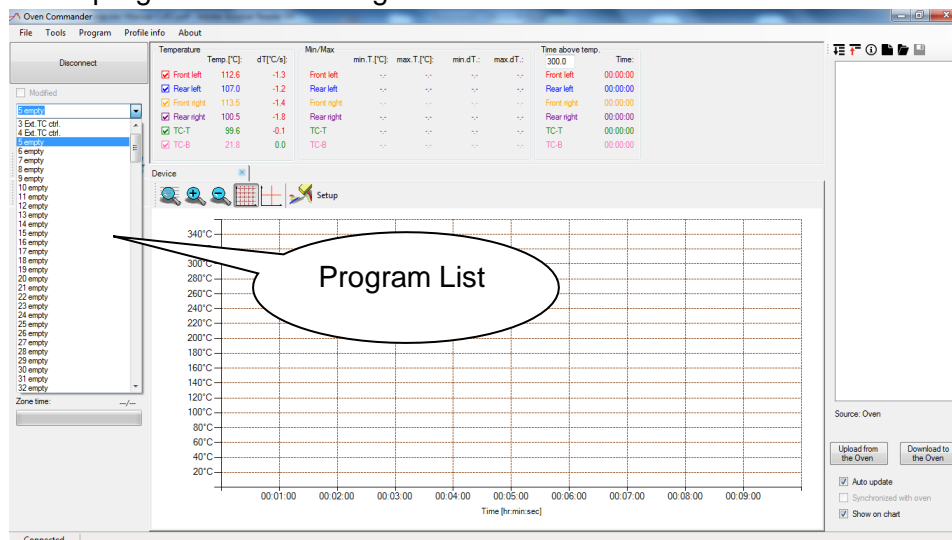 Oven Commander
File Tools Program Profile info About
Disconnect
Modified
5 empty
3 Ext. TC ctrl.
4 Ext. TC ctrl.
5 empty
6 empty
7 empty
8 empty
9 empty
10 empty
11 empty
12 empty
13 empty
14 empty
15 empty
16 empty
17 empty
18 empty
19 empty
20 empty
21 empty
22 empty
23 empty
24 empty
25 empty
26 empty
27 empty
28 empty
29 empty
30 empty
31 empty
32 empty
Zone time: --/--
Temperature
Temp.[°C]: dT[°C/s]:
Front left 112.6 -1.3
Rear left 107.0 -1.2
Front right 113.5 -1.4
Rear right 100.5 -1.8
TC-T 99.6 -0.1
TC-B 21.8 0.0
Min/Max
min.T.[°C]: max.T.[°C]: min.dT.: max.dT.:
Front left -.- -.- -.- -.-
Rear left -.- -.- -.- -.-
Front right -.- -.- -.- -.-
Rear right -.- -.- -.- -.-
TC-T -.- -.- -.- -.-
TC-B -.- -.- -.- -.-
Time above temp.
300.0 Time:
Front left 00:00:00
Rear left 00:00:00
Front right 00:00:00
Rear right 00:00:00
TC-T 00:00:00
TC-B 00:00:00
Device
Setup
340°C
300°C
280°C
260°C
240°C
220°C
200°C
180°C
160°C
140°C
120°C
100°C
80°C
60°C
40°C
20°C
00:01:00 00:02:00 00:03:00 00:04:00 00:05:00 00:06:00 00:07:00 00:08:00 00:09:00
Time [hr:min:sec]
Program List
Source: Oven
Upload from the Oven
Download to the Oven
Auto update
Synchronized with oven
Show on chart
Connected